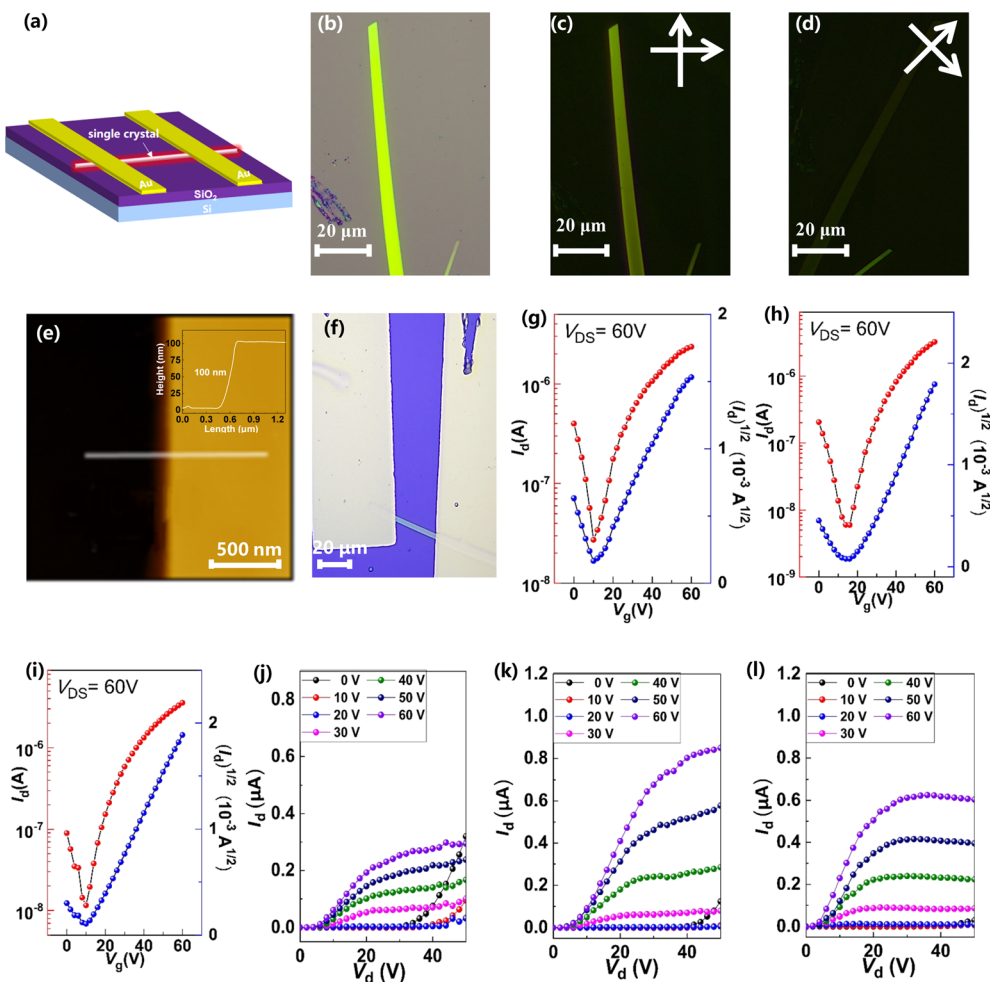 (a)
single crystal
Au
Au
SiO2
Si
(b)
20 μm
(c)
20 μm
(d)
20 μm
(e)
Height (nm)
100
75
50
25
0
100 nm
0.0 0.3 0.6 0.9 1.2
Length (μm)
500 nm
(f)
20 μm
(g)
VDS= 60V
Id(A)
10-6
10-7
10-8
0 20 40 60
Vg(V)
2
1
0
(Id)1/2 (10-3 A1/2)
(h)
VDS= 60V
Id(A)
10-5
10-6
10-7
10-8
10-9
0 20 40 60
Vg(V)
2
1
0
(Id)1/2 (10-3 A1/2)
(i)
VDS= 60V
Id(A)
10-6
10-7
10-8
0 20 40 60
Vg(V)
2
1
0
(Id)1/2 (10-3 A1/2)
(j)
0 V 40 V
10 V 50 V
20 V 60 V
30 V
Id (μA)
0.8
0.6
0.4
0.2
0.0
0 20 40
Vd (V)
(k)
0 V 40 V
10 V 50 V
20 V 60 V
30 V
Id (μA)
1.2
1.0
0.8
0.6
0.4
0.2
0.0
0 20 40
Vd (V)
(l)
0 V 40 V
10 V 50 V
20 V 60 V
30 V
Id (μA)
1.2
1.0
0.8
0.6
0.4
0.2
0.0
0 20 40
Vd (V)